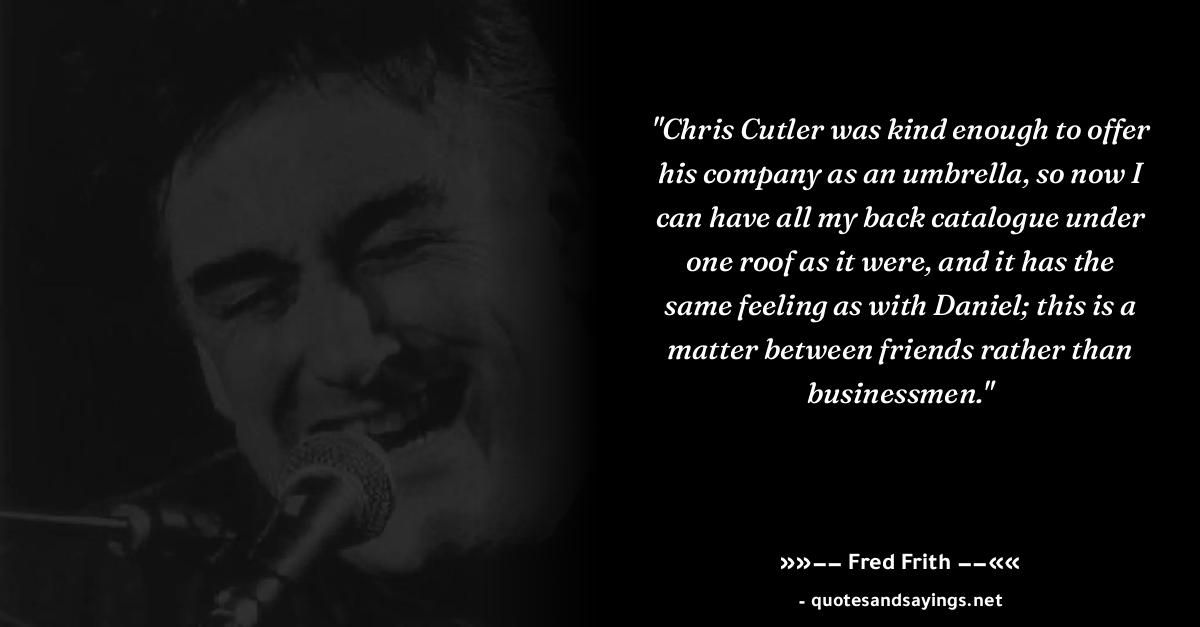 "Chris Cutler was kind enough to offer
his company as an umbrella, so now I
can have all my back catalogue under
one roof as it were, and it has the
same feeling as with Daniel; this is a
matter between friends rather than
businessmen."
»»–– Fred Frith ––««
- quotesandsayings.net